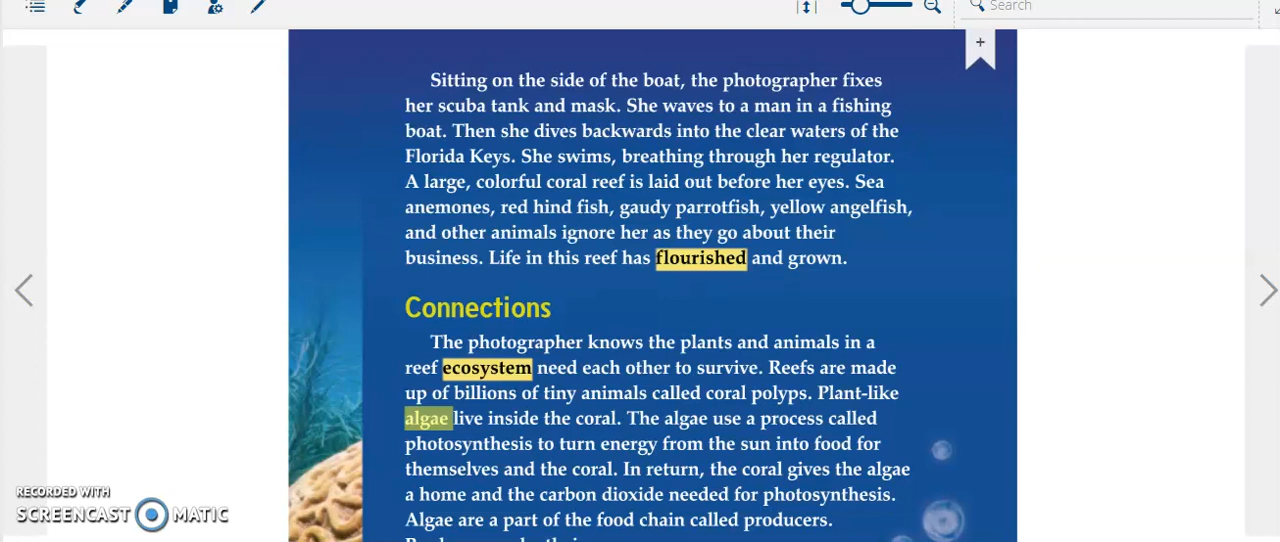 Search
+
Sitting on the side of the boat, the photographer fixes
her scuba tank and mask. She waves to a man in a fishing
boat. Then she dives backwards into the clear waters of the
Florida Keys. She swims, breathing through her regulator.
A large, colorful coral reef is laid out before her eyes. Sea
anemones, red hind fish, gaudy parrotfish, yellow angelfish,
and other animals ignore her as they go about their
business. Life in this reef has flourished and grown.
Connections
The photographer knows the plants and animals in a
reef ecosystem need each other to survive. Reefs are made
up of billions of tiny animals called coral polyps. Plant-like
algae live inside the coral. The algae use a process called
photosynthesis to turn energy from the sun into food for
themselves and the coral. In return, the coral gives the algae
a home and the carbon dioxide needed for photosynthesis.
Algae are a part of the food chain called producers.
RECORDED WITH
SCREENCAST MATIC